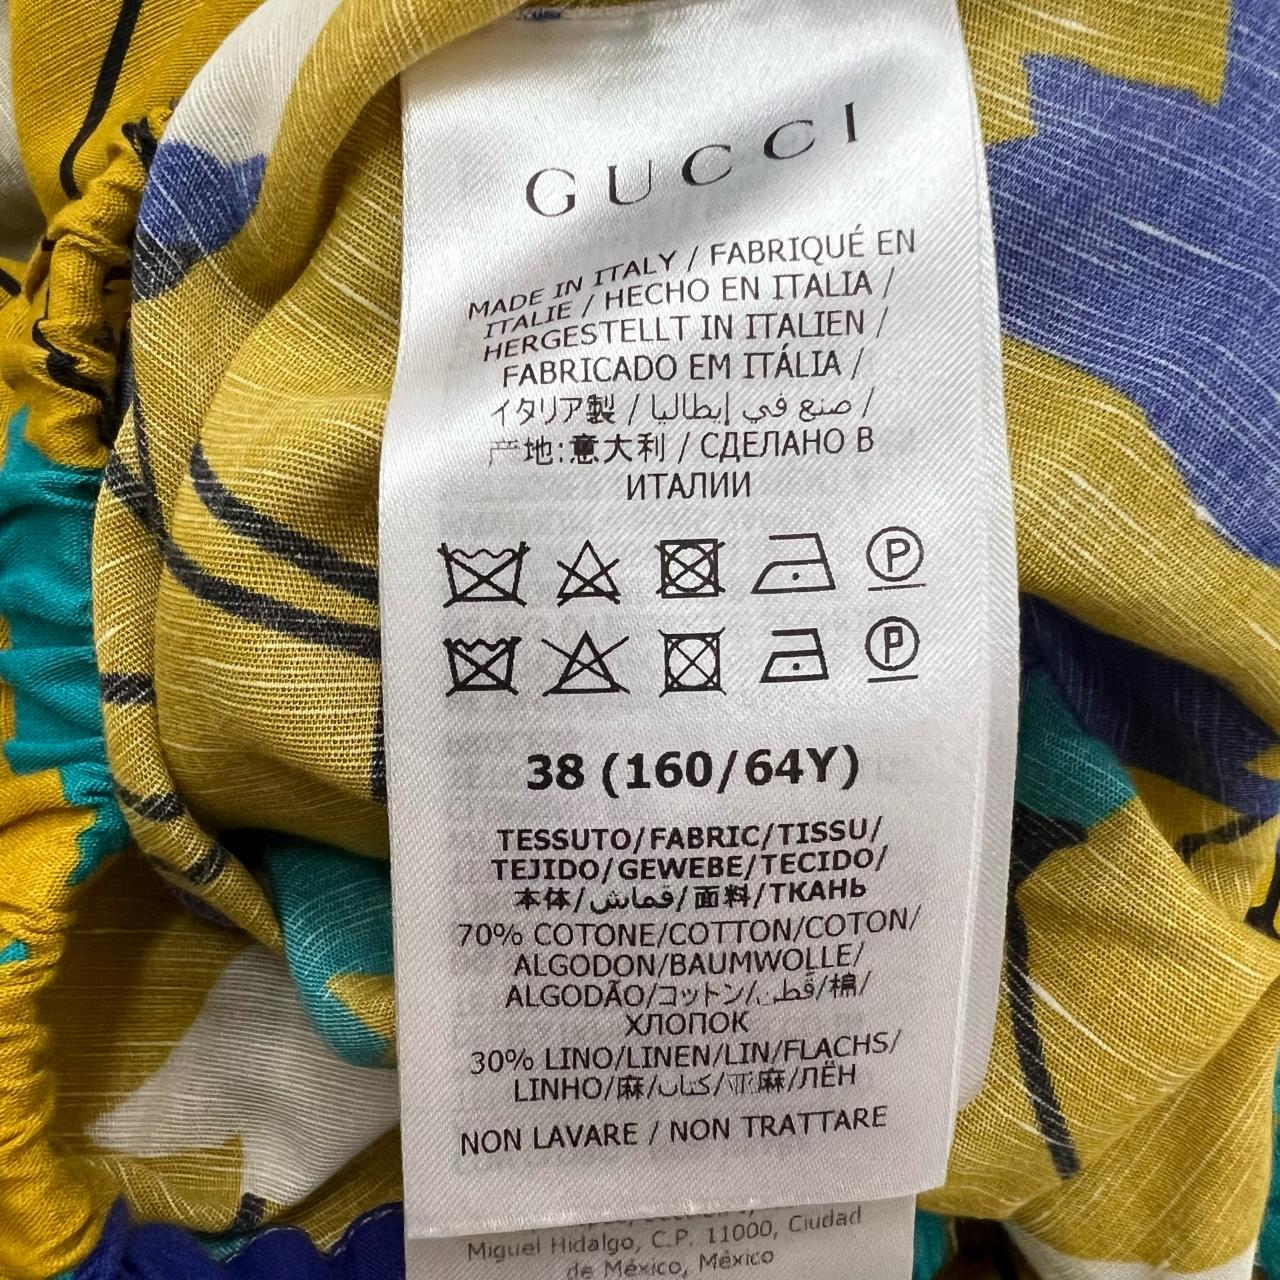 GUCCI
MADE IN ITALY / FABRIQUÉ EN
ITALIE / HECHO EN ITALIA /
HERGESTELLT IN ITALIEN /
FABRICADO EM ITÁLIA /
イタリア製 / صنع في إيطاليا /
产地:意大利 / СДЕЛАНО В
ИТАЛИИ
P
P
38 (160/64Y)
TESSUTO/FABRIC/TISSU/
TEJIDO/GEWEBE/TECIDO/
本体/قماش/面料/ТКАНЬ
70% COTONE/COTTON/COTON/
ALGODON/BAUMWOLLE/
ALGODÃO/コットン/قطن/棉/
ХЛОПОК
30% LINO/LINEN/LIN/FLACHS/
LINHO/麻/كتان/亚麻/ЛЁН
NON LAVARE / NON TRATTARE
Miguel Hidalgo, C.P. 11000, Ciudad
de México, México